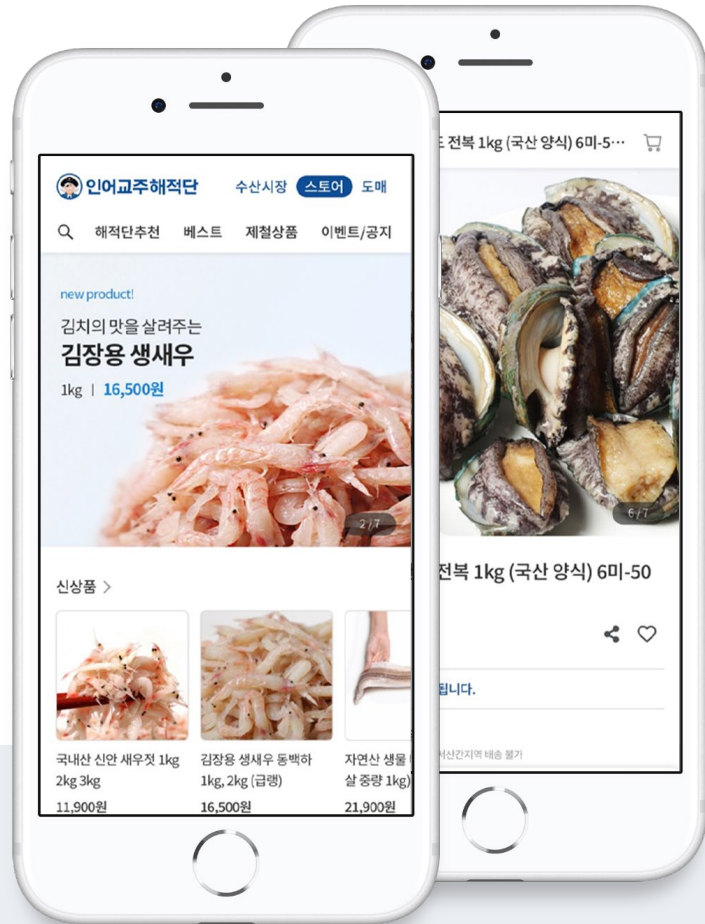 인어교주해적단
수산시장 스토어 도매
해적단추천 베스트 제철상품 이벤트/공지
new product!
김치의 맛을 살려주는
김장용 생새우
1kg | 16,500원
2/7
신상품 >
국내산 신안 새우젓 1kg
2kg 3kg
11,900원
김장용 생새우 동백하
1kg, 2kg (급랭)
16,500원
자연산 생물
살 중량 1kg)
21,900원
전복 1kg (국산 양식) 6미-5…
6/7
전복 1kg (국산 양식) 6미-50
됩니다.
서산간지역 배송 불가